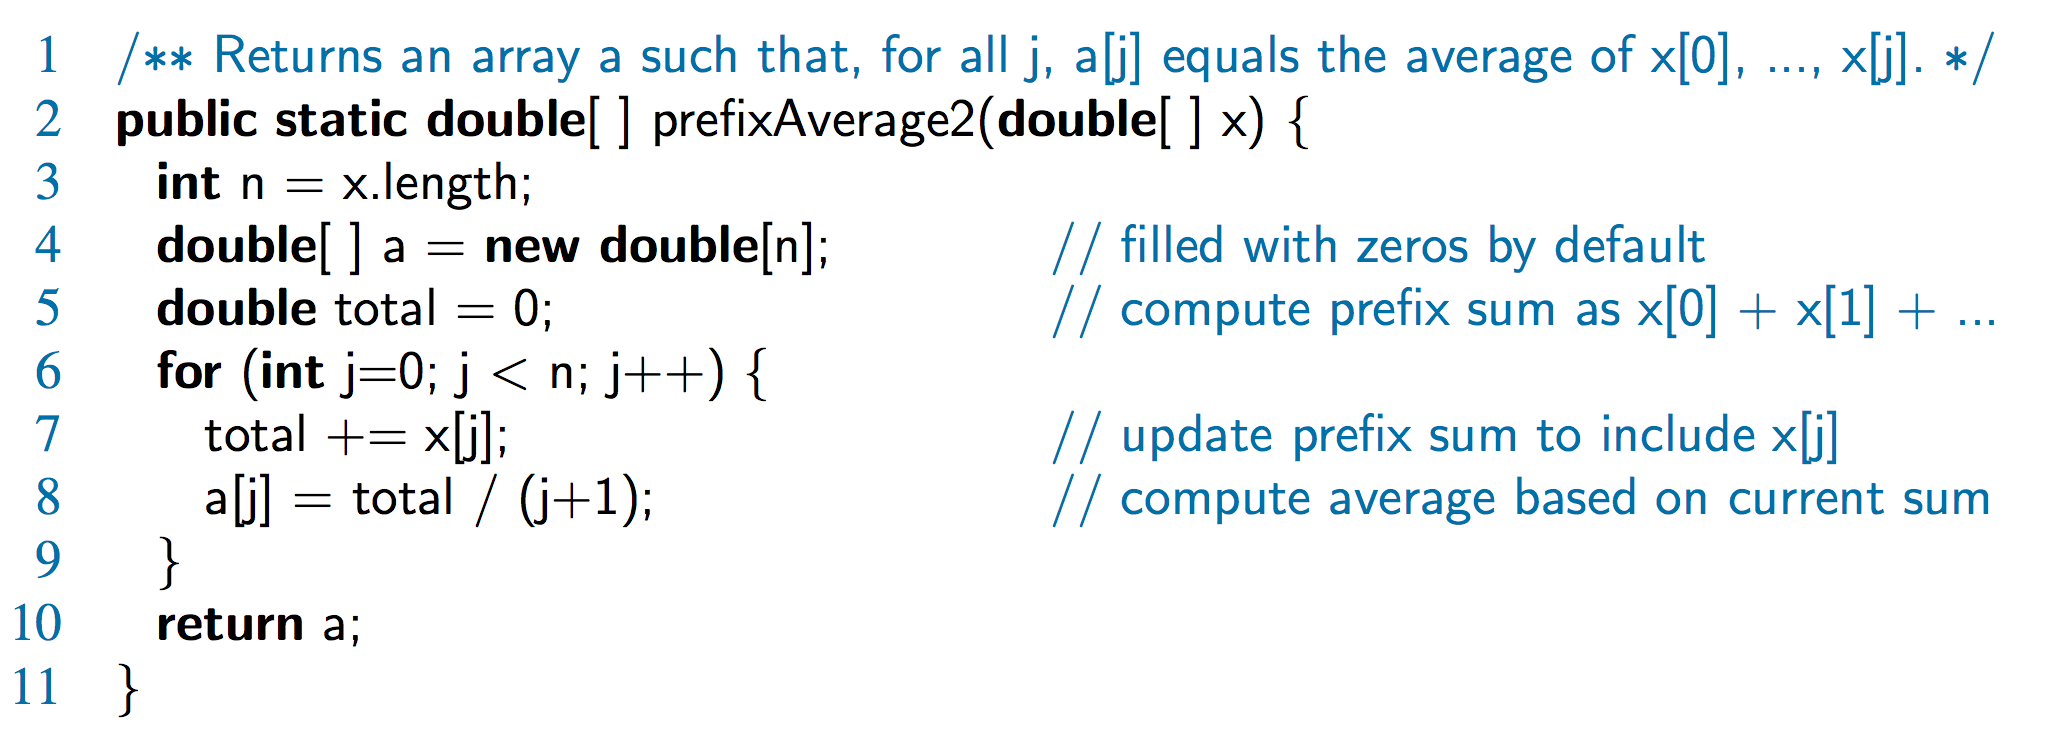 1 /** Returns an array a such that, for all j, a[j] equals the average of x[0], ..., x[j]. */
2 public static double[ ] prefixAverage2(double[ ] x) {
3 int n = x.length;
4 double[ ] a = new double[n]; // filled with zeros by default
5 double total = 0; // compute prefix sum as x[0] + x[1] + ...
6 for (int j=0; j < n; j++) {
7 total += x[j]; // update prefix sum to include x[j]
8 a[j] = total / (j+1); // compute average based on current sum
9 }
10 return a;
11 }